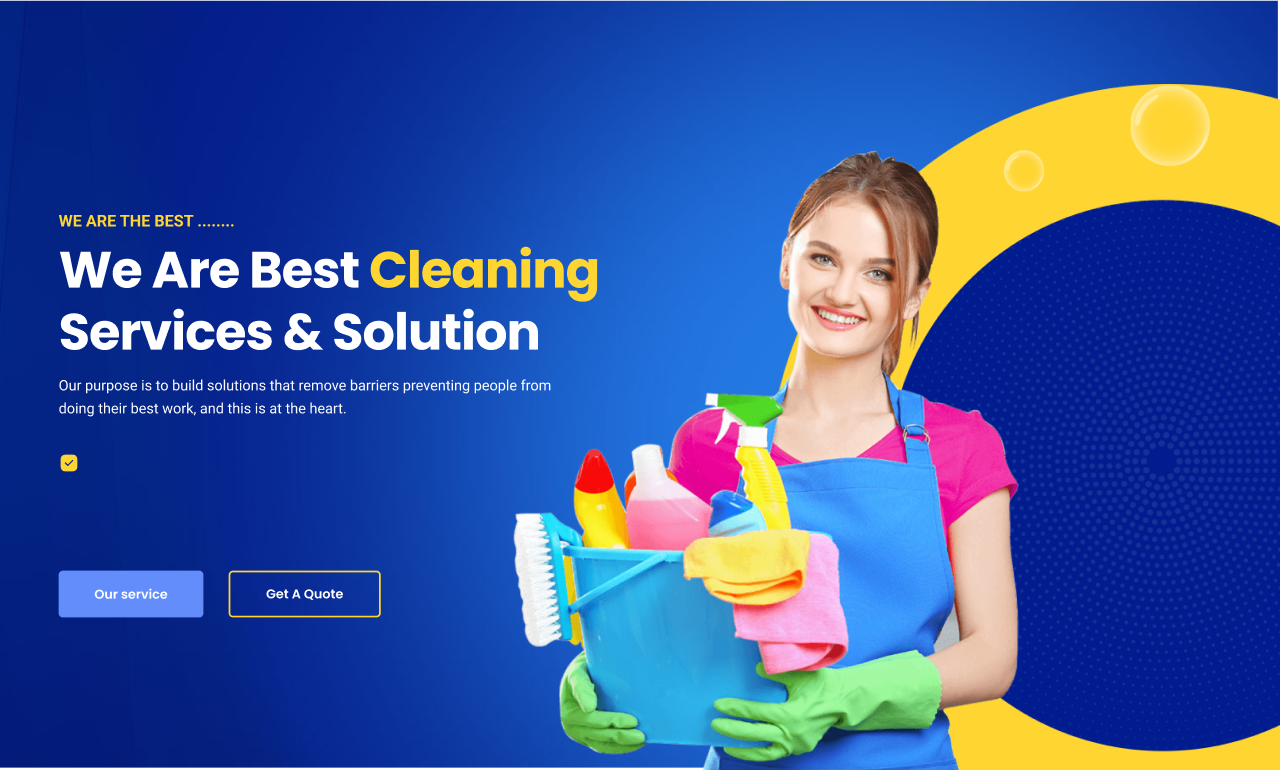 WE ARE THE BEST ........
We Are Best Cleaning
Services & Solution
Our purpose is to build solutions that remove barriers preventing people from
doing their best work, and this is at the heart.
Our service
Get A Quote